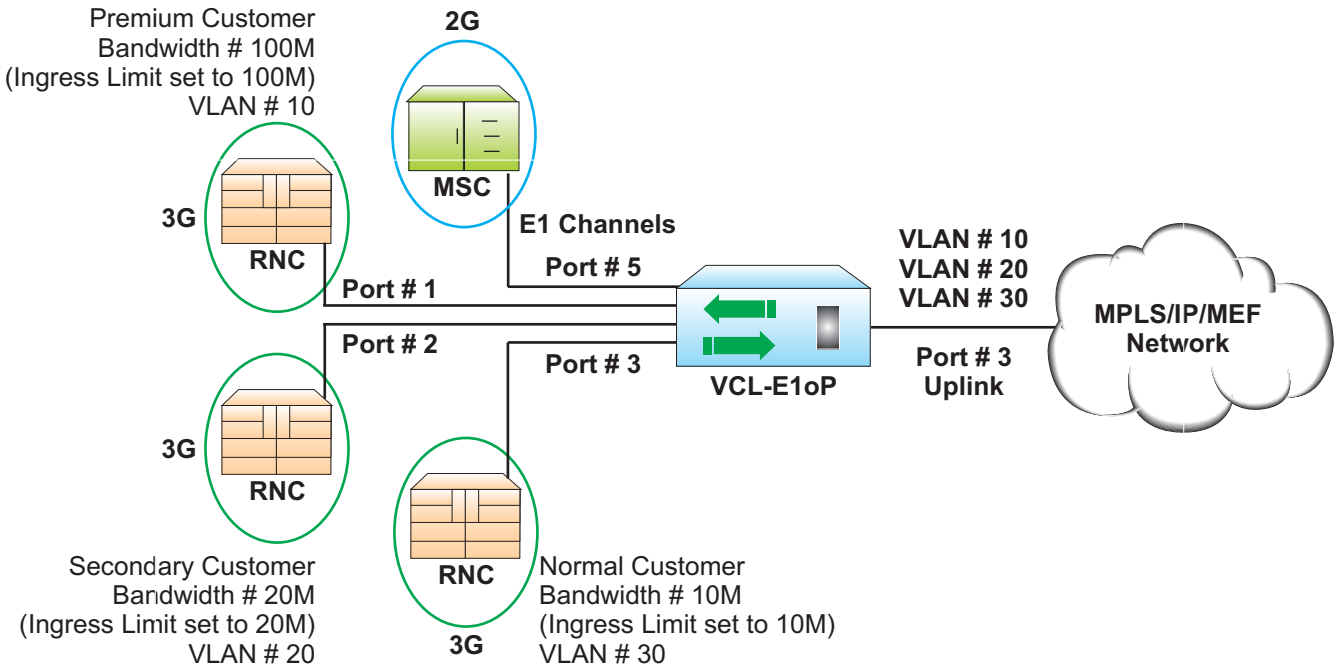 Premium Customer
Bandwidth # 100M
(Ingress Limit set to 100M)
VLAN # 10
2G
MSC
3G
RNC
E1 Channels
Port # 5
Port # 1
Port # 2
Port # 3
VCL-E1oP
VLAN # 10
VLAN # 20
VLAN # 30
Port # 3
Uplink
MPLS/IP/MEF
Network
3G
RNC
Secondary Customer
Bandwidth # 20M
(Ingress Limit set to 20M)
VLAN # 20
RNC
3G
Normal Customer
Bandwidth # 10M
(Ingress Limit set to 10M)
VLAN # 30